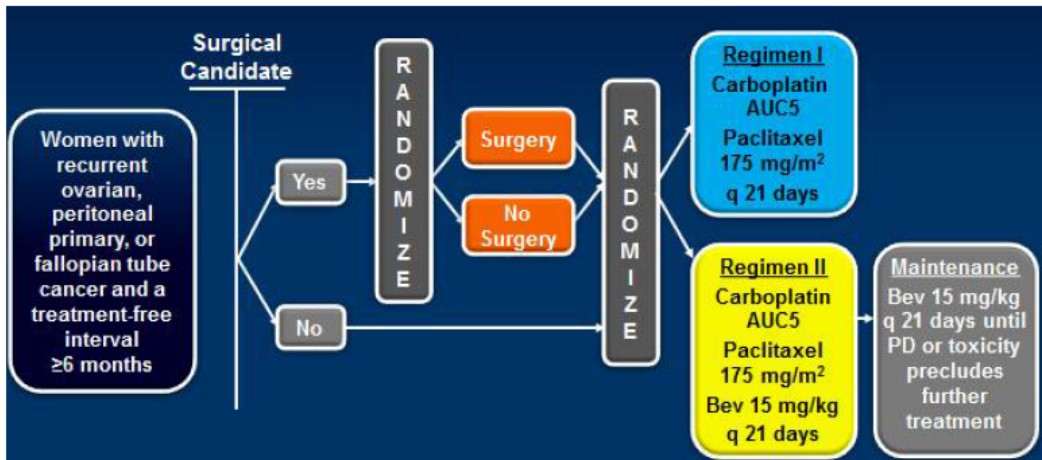 Surgical
Candidate
Women with
recurrent
ovarian,
peritoneal
primary, or
fallopian tube
cancer and a
treatment-free
interval
≥6 months
Yes
No
RANDOMIZE
Surgery
No
Surgery
RANDOMIZE
Regimen I
Carboplatin
AUC5
Paclitaxel
175 mg/m²
q 21 days
Regimen II
Carboplatin
AUC5
Paclitaxel
175 mg/m²
Bev 15 mg/kg
q 21 days
Maintenance
Bev 15 mg/kg
q 21 days until
PD or toxicity
precludes
further
treatment